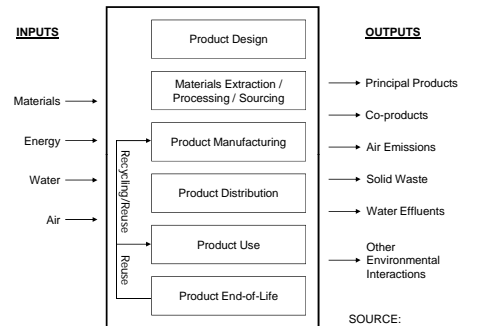 INPUTS
Materials
Energy
Water
Air
Product Design
Materials Extraction /
Processing / Sourcing
Product Manufacturing
Product Distribution
Product Use
Product End-of-Life
Recycling/Reuse
Reuse
OUTPUTS
Principal Products
Co-products
Air Emissions
Solid Waste
Water Effluents
Other
Environmental
Interactions
SOURCE: